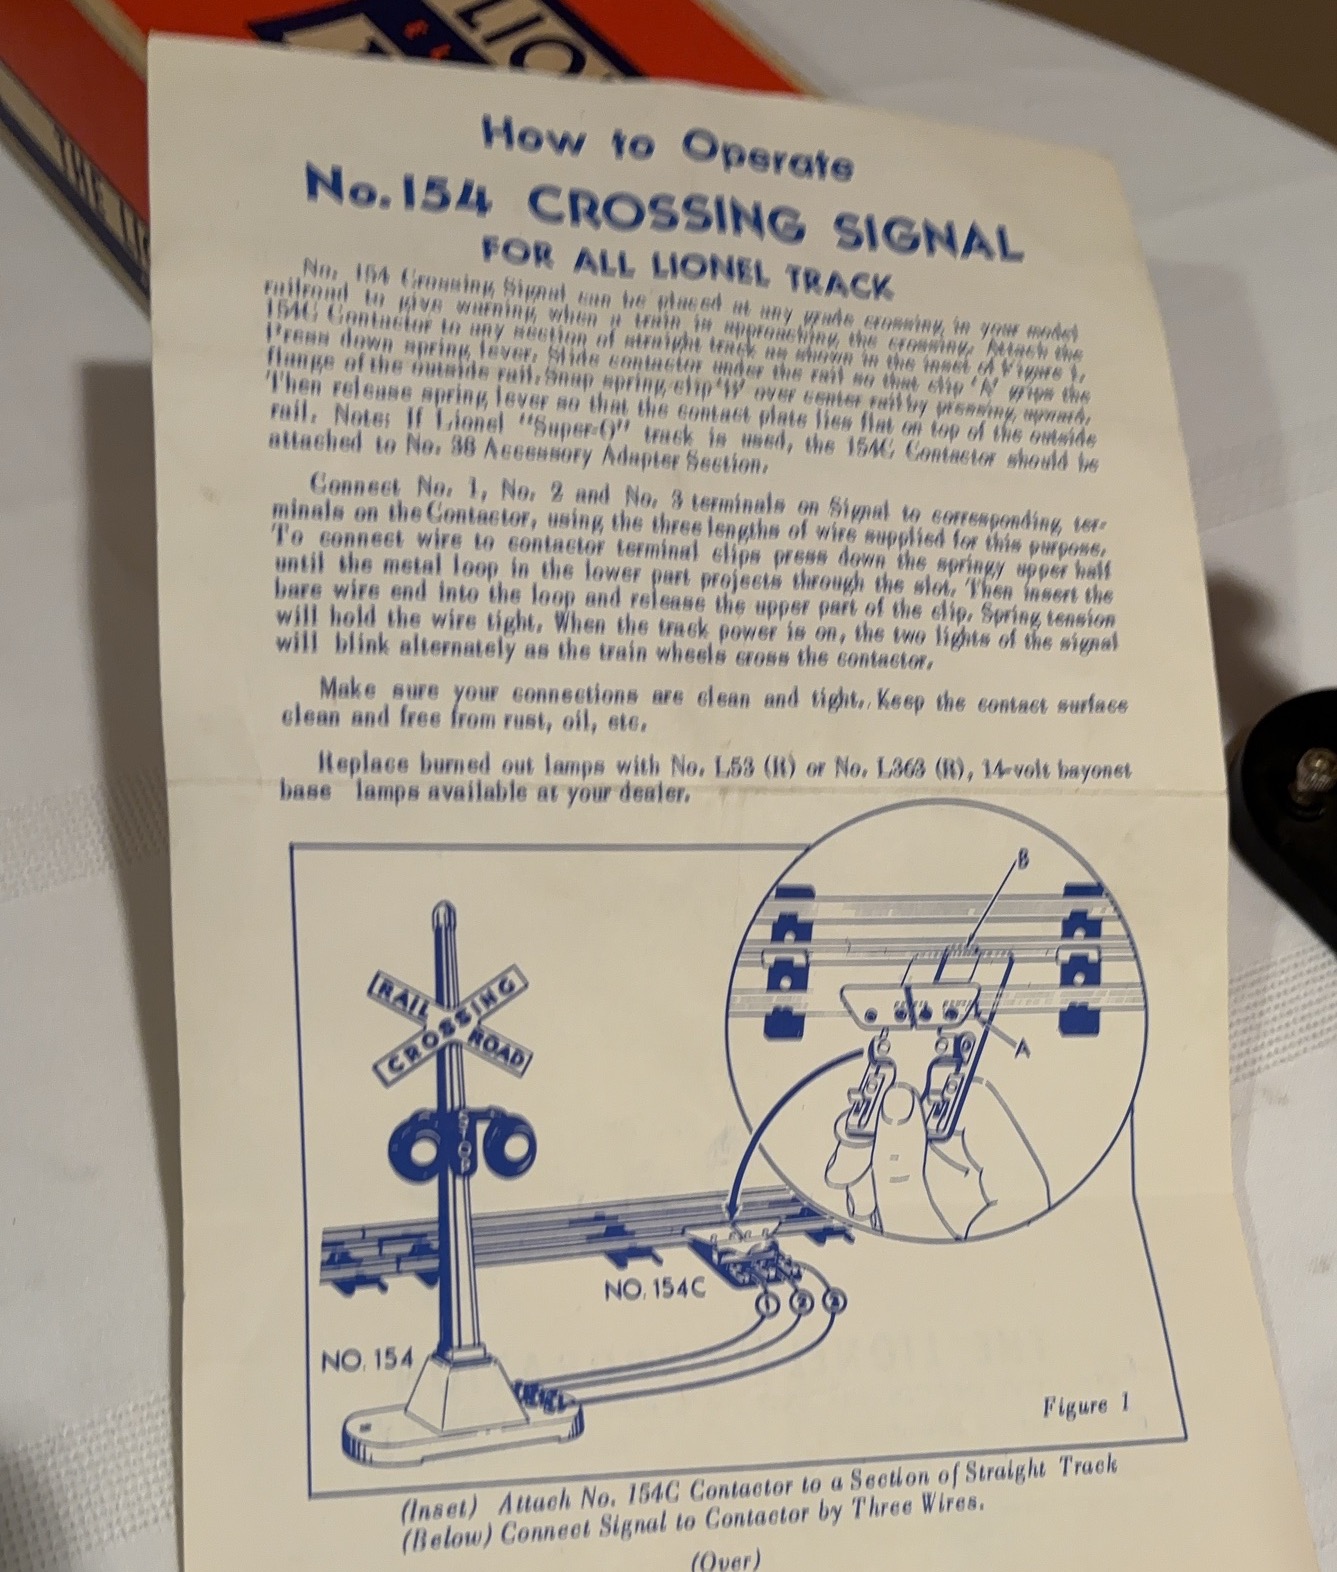 LIO
THE LIO
How to Operate
No. 154 CROSSING SIGNAL
FOR ALL LIONEL TRACK
No. 154 Crossing Signal can be placed at any grade crossing, in your model
railroad to give warning, when a train is approaching, the crossing. Attach the
154C Contactor to any section of straight track as shown in the inset of Figure 1.
Press down spring lever. Slide contactor under the rail so that clip "A" grips the
flange of the outside rail. Snap spring clip "B" over center rail by pressing upward.
Then release spring lever so that the contact plate lies flat on top of the outside
rail. Note: If Lionel "Super-O" track is used, the 154C Contactor should be
attached to No. 38 Accessory Adapter Section.
Connect No. 1, No. 2 and No. 3 terminals on Signal to corresponding ter-
minals on the Contactor, using the three lengths of wire supplied for this purpose.
To connect wire to contactor terminal clips press down the springy upper half
until the metal loop in the lower part projects through the slot. Then insert the
bare wire end into the loop and release the upper part of the clip. Spring tension
will hold the wire tight. When the track power is on, the two lights of the signal
will blink alternately as the train wheels cross the contactor.
Make sure your connections are clean and tight. Keep the contact surface
clean and free from rust, oil, etc.
Replace burned out lamps with No. L53 (R) or No. L363 (R), 14-volt bayonet
base lamps available at your dealer.
B
A
RAIL ROAD
CROSSING
STOP
NO. 154C
1 2 3
NO. 154
Figure 1
(Inset) Attach No. 154C Contactor to a Section of Straight Track
(Below) Connect Signal to Contactor by Three Wires.
(Over)